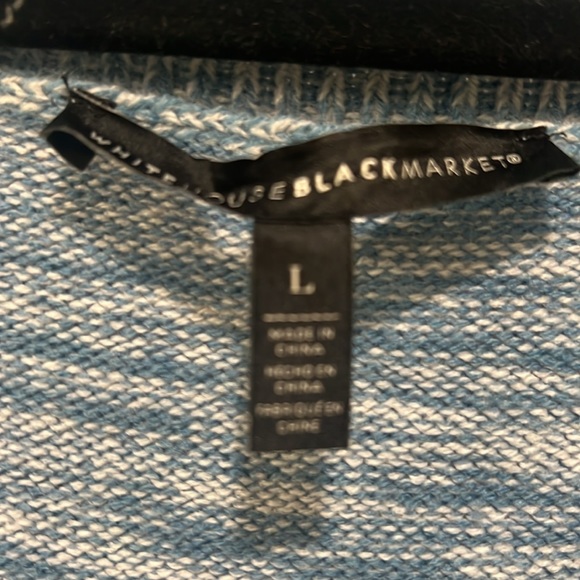 WHITEHOUSEBLACKMARKET®
L
MADE IN
CHINA
HECHO EN
CHINA
FABRIQUÉ EN
CHINE